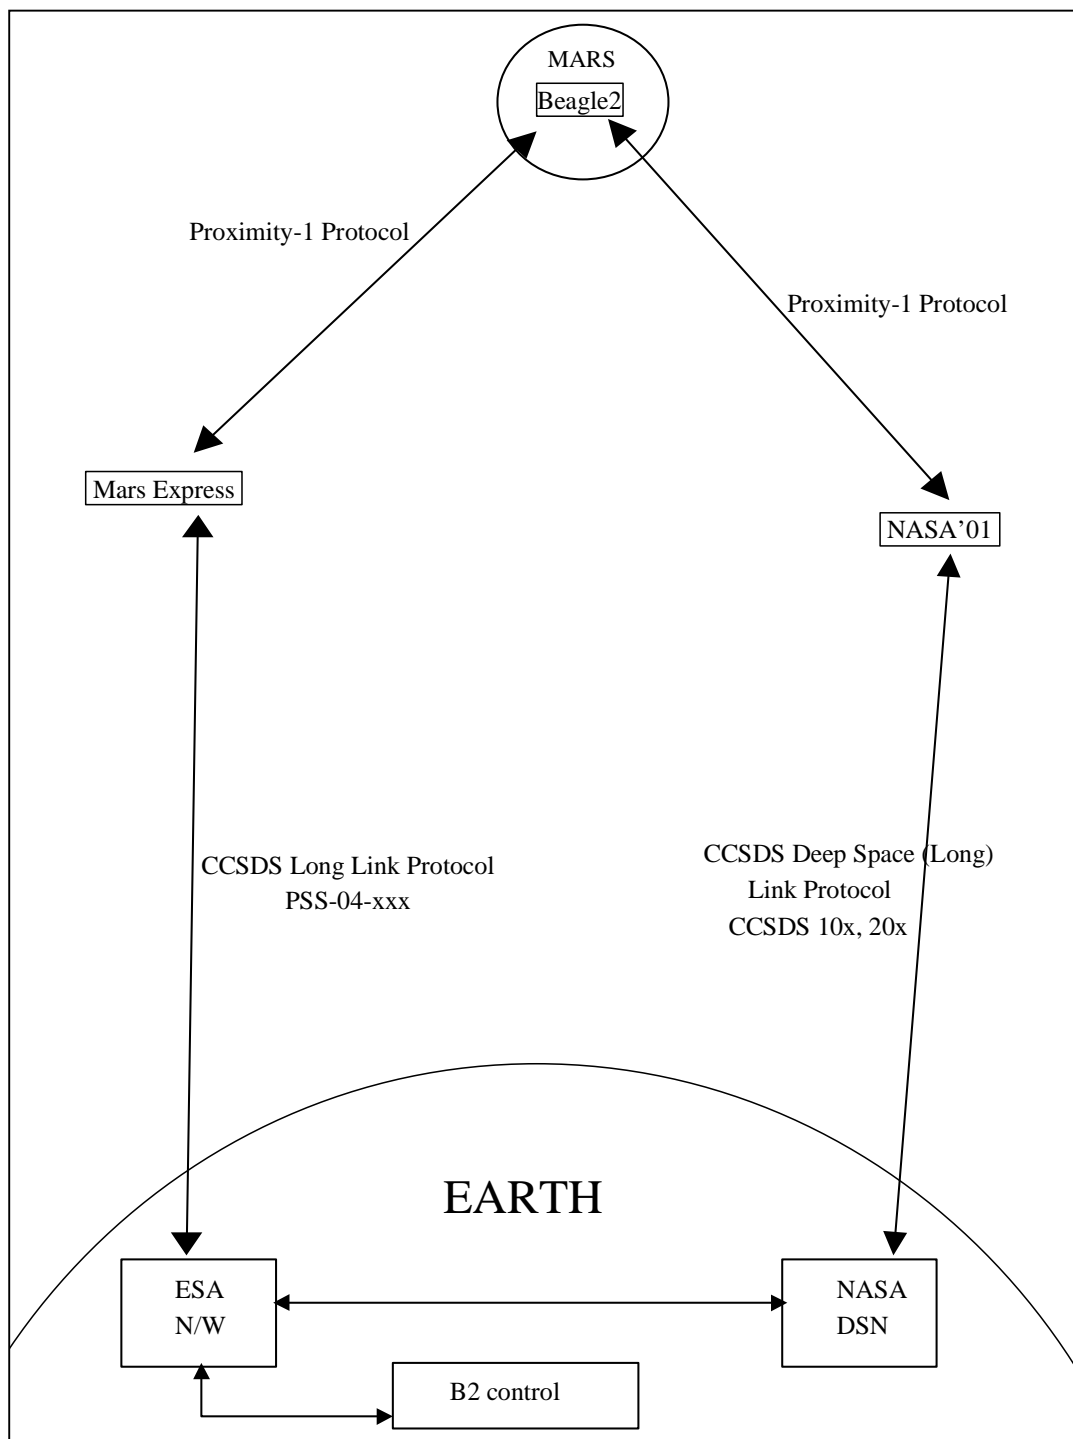 MARS
Beagle2
Proximity-1 Protocol
Proximity-1 Protocol
Mars Express
NASA’01
CCSDS Long Link Protocol
PSS-04-xxx
CCSDS Deep Space (Long)
Link Protocol
CCSDS 10x, 20x
EARTH
ESA
N/W
NASA
DSN
B2 control